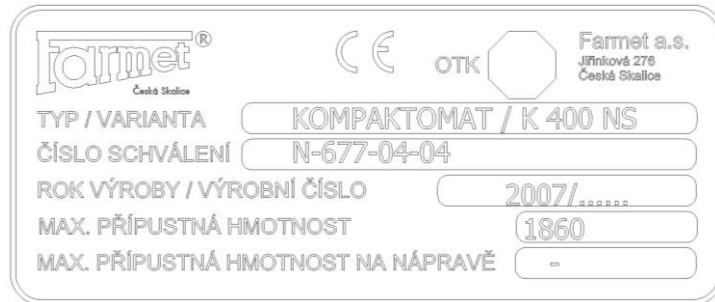 Farmet®
Česká Skalice
CE
OTK
Farmet a.s.
Jiřinková 276
Česká Skalice
TYP / VARIANTA KOMPAKTOMAT / K 400 NS
ČÍSLO SCHVÁLENÍ N-677-04-04
ROK VÝROBY / VÝROBNÍ ČÍSLO 2007/......
MAX. PŘÍPUSTNÁ HMOTNOST 1860
MAX. PŘÍPUSTNÁ HMOTNOST NA NÁPRAVĚ -